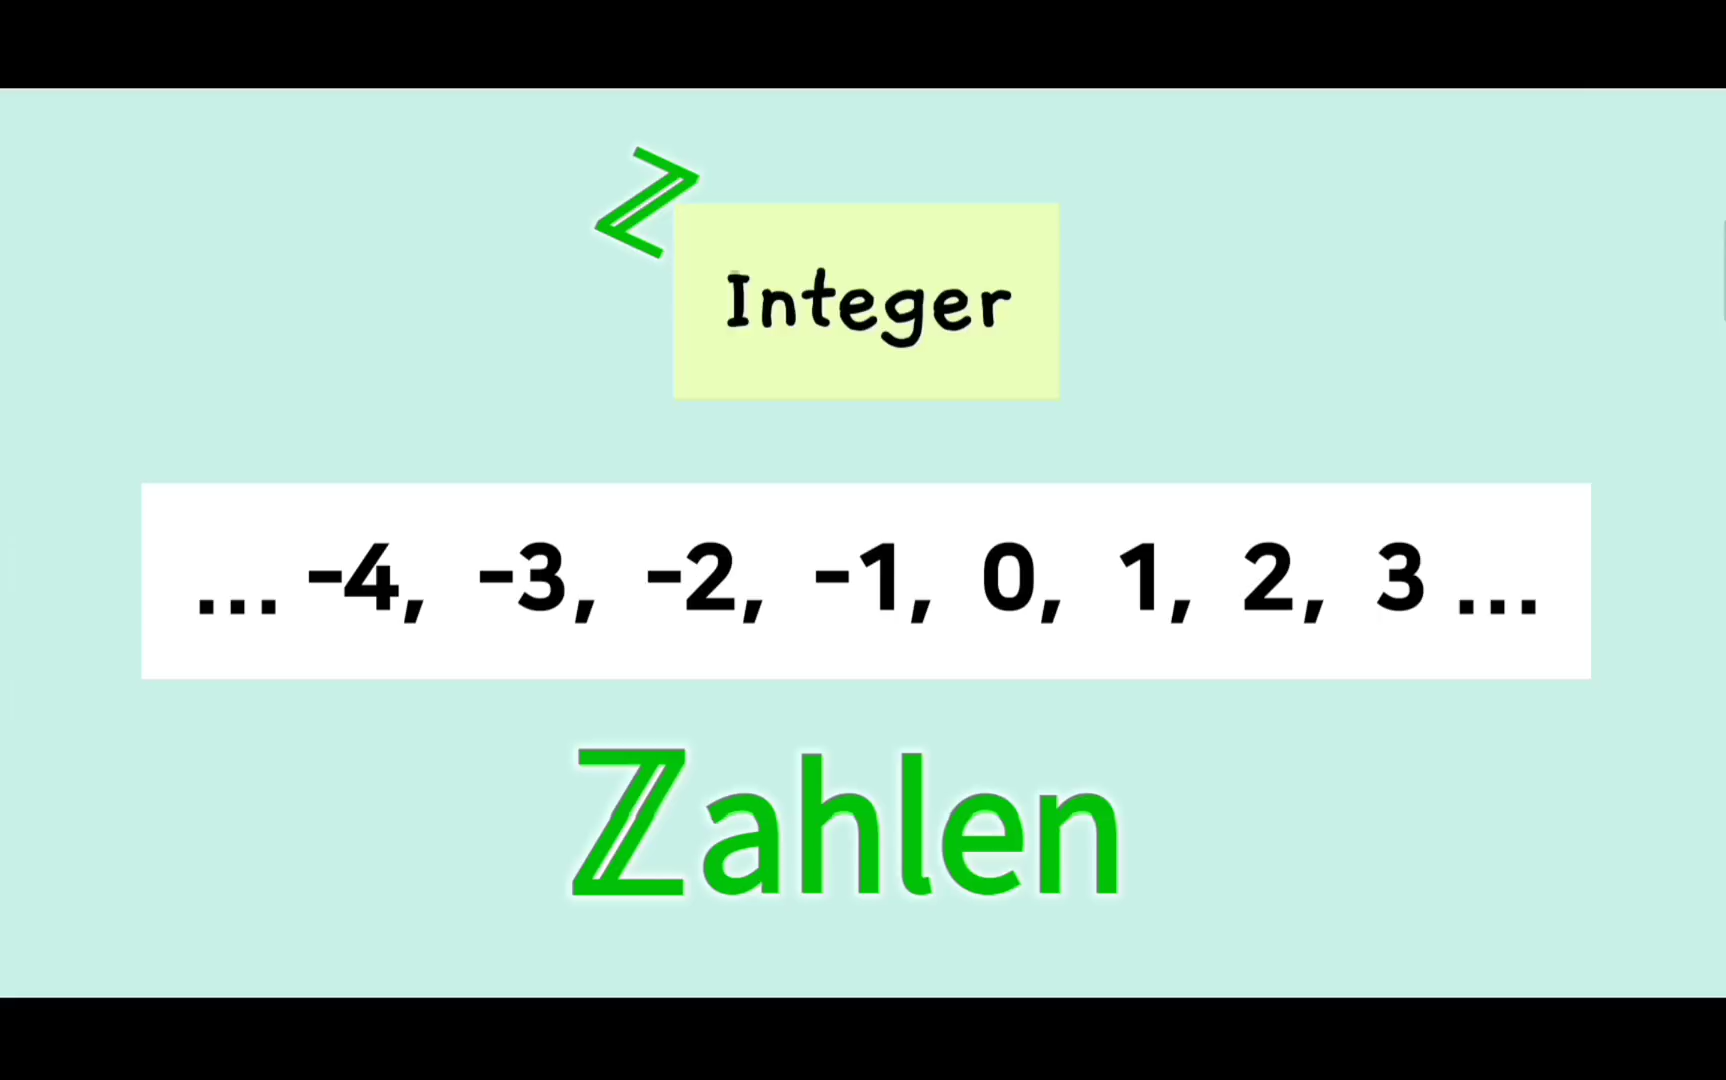 ℤ
Integer
... -4, -3, -2, -1, 0, 1, 2, 3 ...
ℤahlen